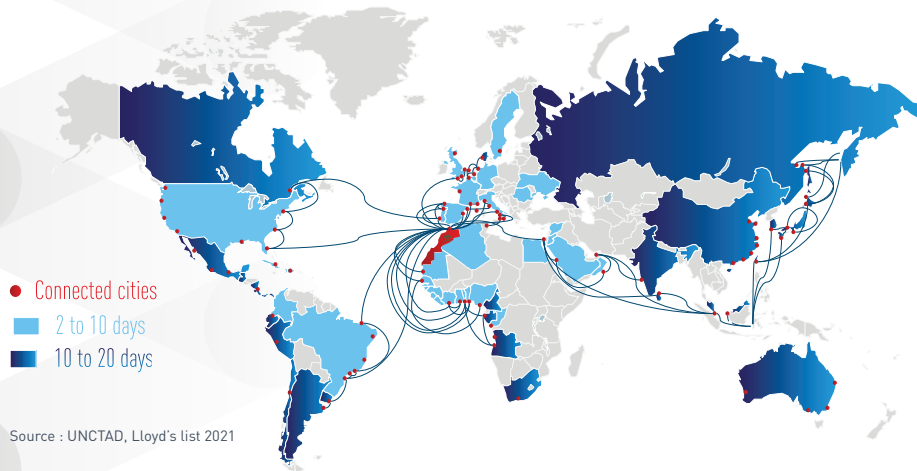 Connected cities
2 to 10 days
10 to 20 days
Source : UNCTAD, Lloyd's list 2021